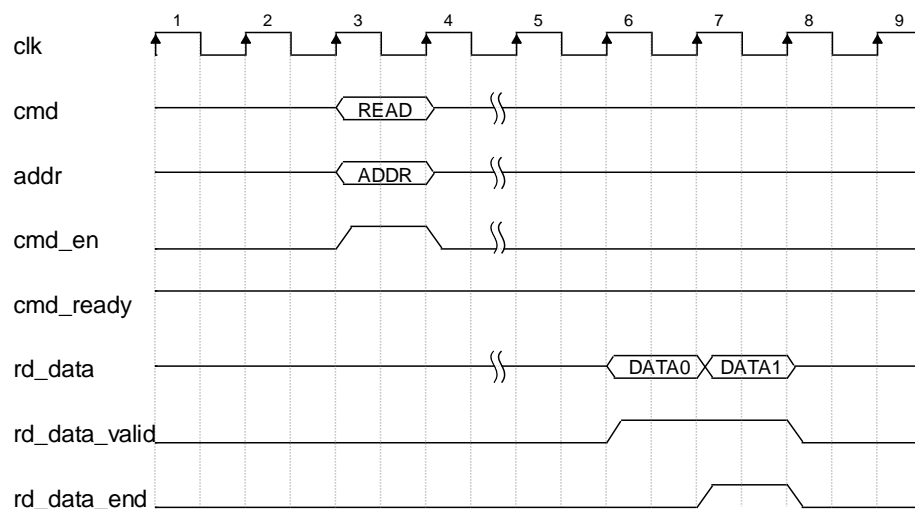 1 2 3 4 5 6 7 8 9
clk
cmd READ
addr ADDR
cmd_en
cmd_ready
rd_data DATA0 DATA1
rd_data_valid
rd_data_end